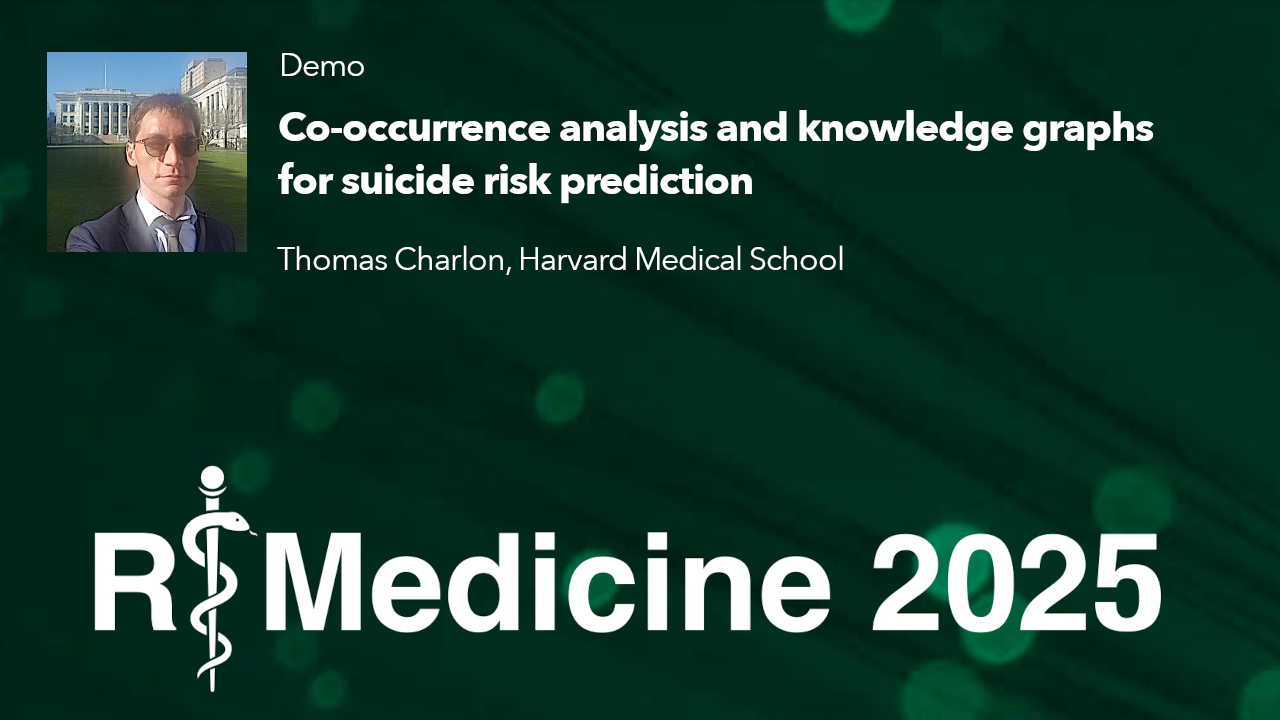 Demo
Co-occurrence analysis and knowledge graphs
for suicide risk prediction
Thomas Charlon, Harvard Medical School
R Medicine 2025